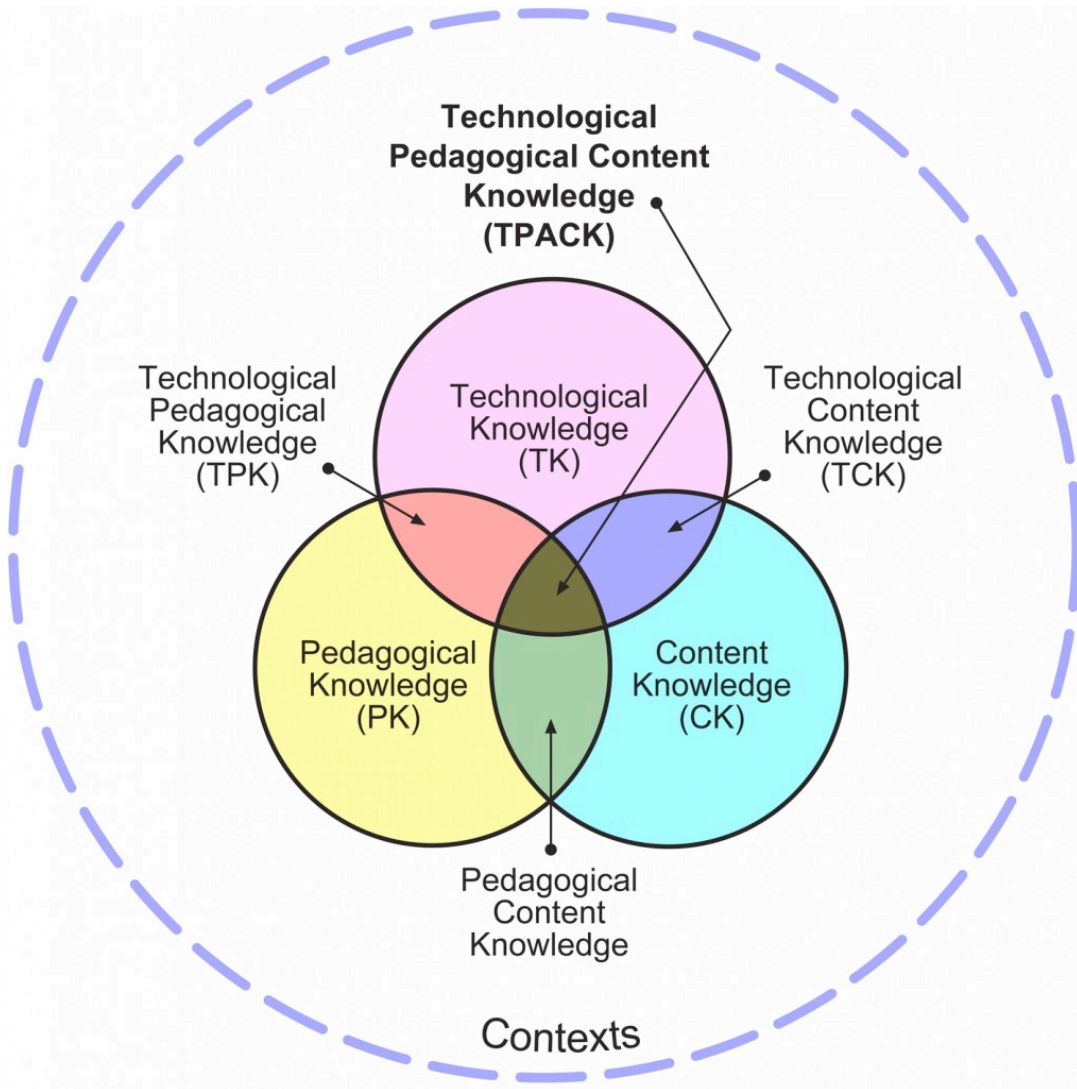 Technological
Pedagogical Content
Knowledge
(TPACK)
Technological
Pedagogical
Knowledge
(TPK)
Technological
Knowledge
(TK)
Technological
Content
Knowledge
(TCK)
Pedagogical
Knowledge
(PK)
Content
Knowledge
(CK)
Pedagogical
Content
Knowledge
Contexts